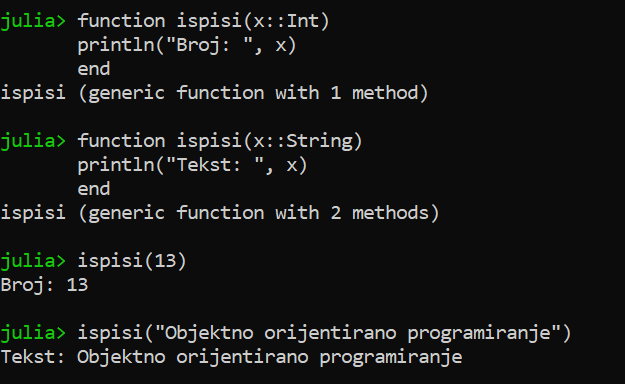 julia> function ispisi(x::Int)
       println("Broj: ", x)
       end
ispisi (generic function with 1 method)

julia> function ispisi(x::String)
       println("Tekst: ", x)
       end
ispisi (generic function with 2 methods)

julia> ispisi(13)
Broj: 13

julia> ispisi("Objektno orijentirano programiranje")
Tekst: Objektno orijentirano programiranje